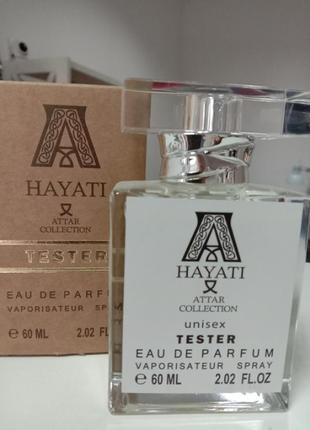 A
HAYATI
ATTAR
COLLECTION
TESTER
EAU DE PARFUM
VAPORISATEUR SPRAY
℮ 60 ML 2.02 FL.
A
HAYATI
ATTAR
COLLECTION
unisex
TESTER
EAU DE PARFUM
VAPORISATEUR SPRAY
℮ 60 ML 2.02 FL.OZ